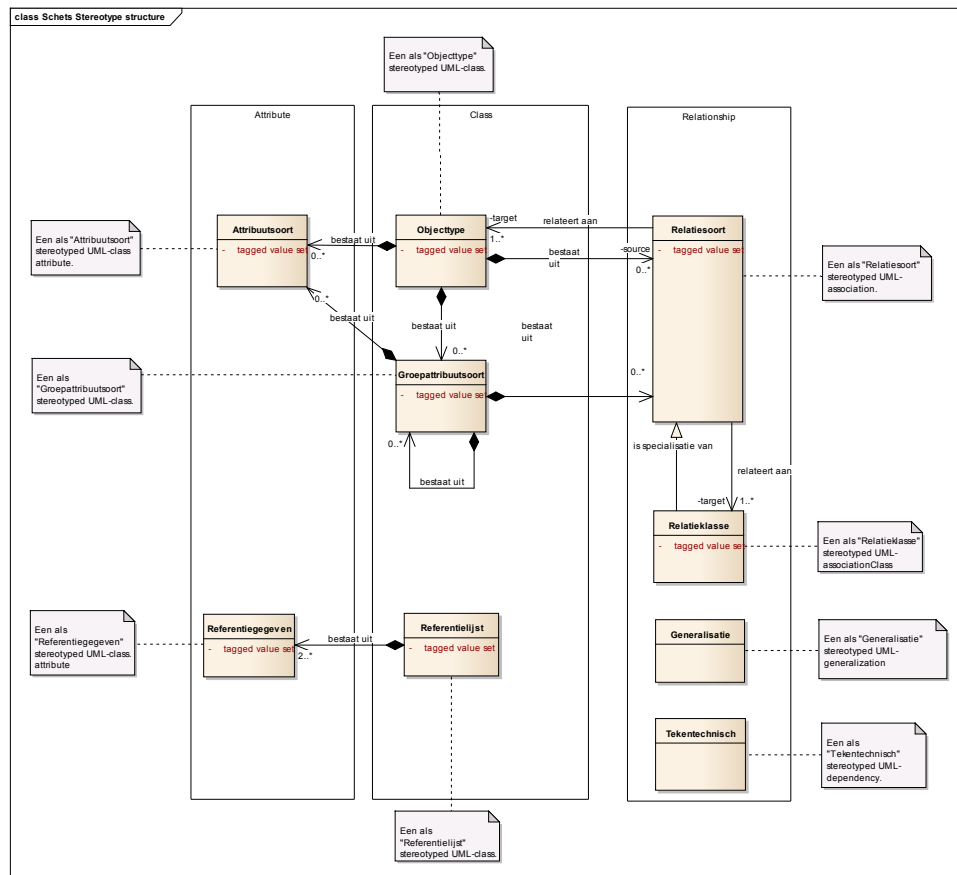 class Schets Stereotype structure
Een als "Objecttype"
stereotyped UML-class.
Attribute
Class
Relationship
Attribuutsoort
- tagged value set
Objecttype
- tagged value set
Relatiesoort
- tagged value set
-target
1..*
relateert aan
bestaat uit
0..*
-source
0..*
bestaat
uit
Een als "Attribuutsoort"
stereotyped UML-class
attribute.
Een als "Relatiesoort"
stereotyped UML-
association.
0..*
bestaat uit
bestaat uit
0..*
bestaat
uit
0..*
Een als
"Groepattribuutsoort"
stereotyped UML-class.
Groepattribuutsoort
- tagged value set
0..*
bestaat uit
is specialisatie van
relateert aan
-target
1..*
Relatieklasse
- tagged value set
Een als "Relatieklasse"
stereotyped UML-
associationClass
Een als
"Referentiegegeven"
stereotyped UML-class.
attribute
Referentiegegeven
- tagged value set
bestaat uit
2..*
Referentielijst
- tagged value set
Generalisatie
Een als "Generalisatie"
stereotyped UML-
generalization
Tekentechnisch
Een als
"Tekentechnisch"
stereotyped UML-
dependency.
Een als
"Referentielijst"
stereotyped UML-class.